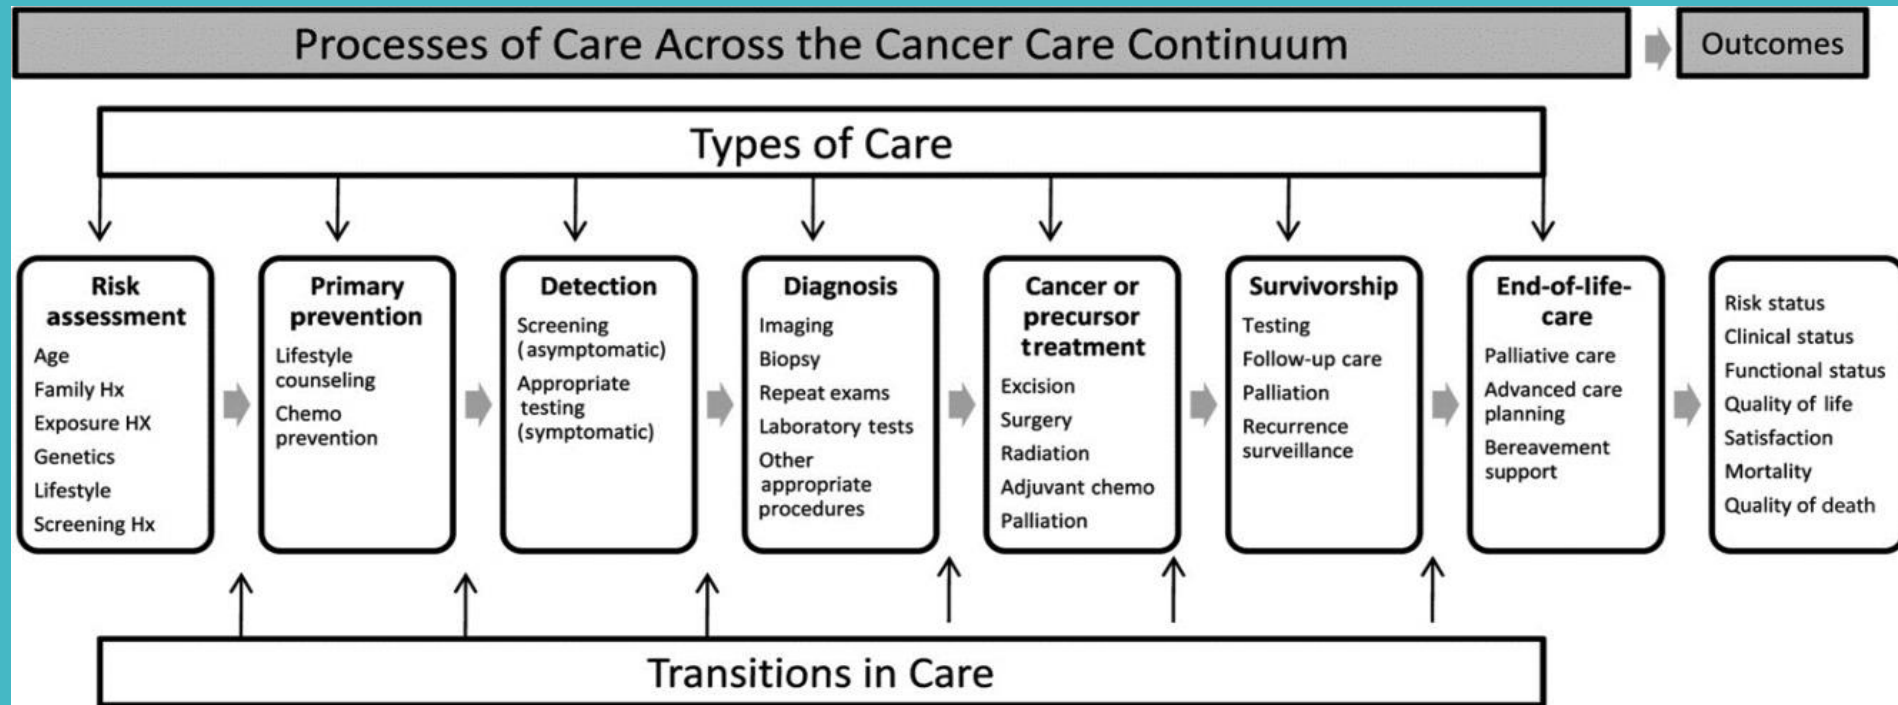 Processes of Care Across the Cancer Care Continuum
Outcomes
Types of Care
Risk
assessment
Age
Family Hx
Exposure HX
Genetics
Lifestyle
Screening Hx
Primary
prevention
Lifestyle
counseling
Chemo
prevention
Detection
Screening
(asymptomatic)
Appropriate
testing
(symptomatic)
Diagnosis
Imaging
Biopsy
Repeat exams
Laboratory tests
Other
appropriate
procedures
Cancer or
precursor
treatment
Excision
Surgery
Radiation
Adjuvant chemo
Palliation
Survivorship
Testing
Follow-up care
Palliation
Recurrence
surveillance
End-of-life-
care
Palliative care
Advanced care
planning
Bereavement
support
Risk status
Clinical status
Functional status
Quality of life
Satisfaction
Mortality
Quality of death
Transitions in Care